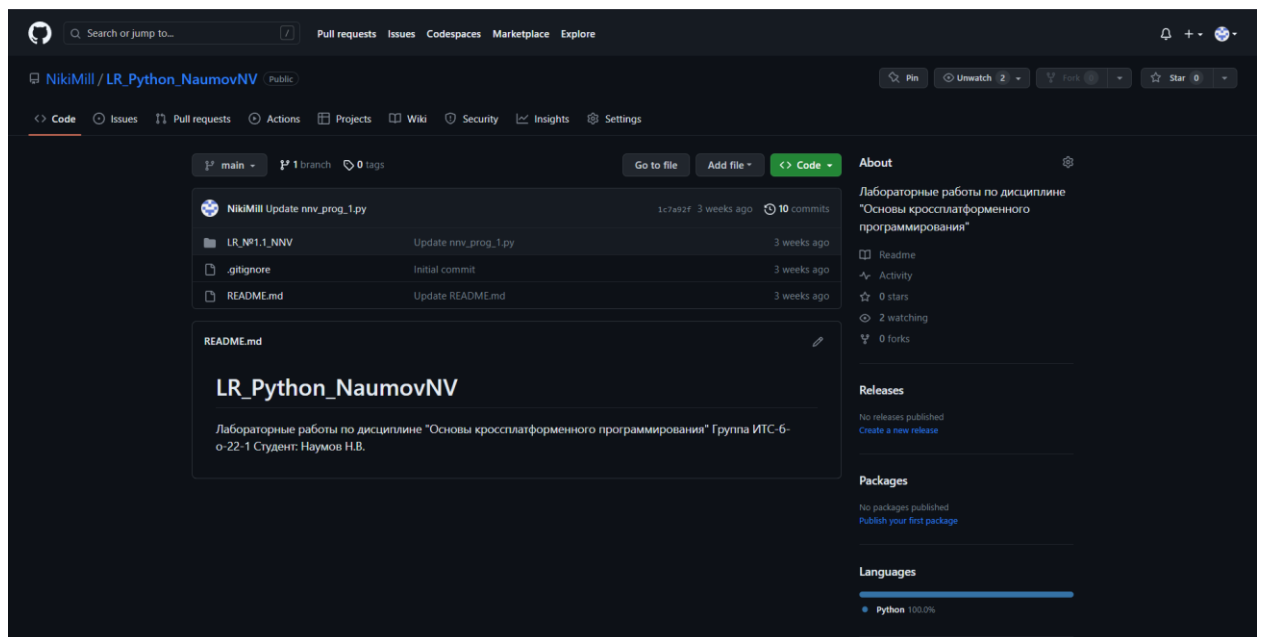 Search or jump to... / Pull requests Issues Codespaces Marketplace Explore
NikiMill / LR_Python_NaumovNV Public Pin Unwatch 2 Fork 0 Star 0
Code Issues Pull requests Actions Projects Wiki Security Insights Settings
main 1 branch 0 tags Go to file Add file Code
NikiMill Update nnv_prog_1.py 1c7a92f 3 weeks ago 10 commits
LR_№1.1_NNV Update nnv_prog_1.py 3 weeks ago
.gitignore Initial commit 3 weeks ago
README.md Update README.md 3 weeks ago
README.md
LR_Python_NaumovNV
Лабораторные работы по дисциплине "Основы кроссплатформенного программирования" Группа ИТС-б-
о-22-1 Студент: Наумов Н.В.
About
Лабораторные работы по дисциплине
"Основы кроссплатформенного
программирования"
Readme
Activity
0 stars
2 watching
0 forks
Releases
No releases published
Create a new release
Packages
No packages published
Publish your first package
Languages
Python 100.0%